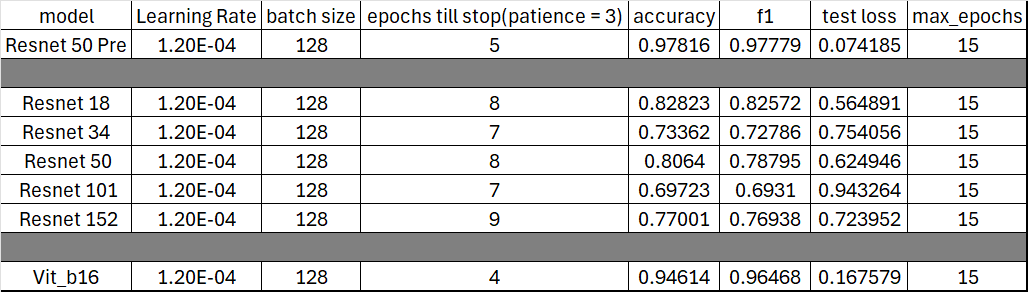 model Learning Rate batch size epochs till stop(patience = 3) accuracy f1 test loss max_epochs
Resnet 50 Pre 1.20E-04 128 5 0.97816 0.97779 0.074185 15
Resnet 18 1.20E-04 128 8 0.82823 0.82572 0.564891 15
Resnet 34 1.20E-04 128 7 0.73362 0.72786 0.754056 15
Resnet 50 1.20E-04 128 8 0.8064 0.78795 0.624946 15
Resnet 101 1.20E-04 128 7 0.69723 0.6931 0.943264 15
Resnet 152 1.20E-04 128 9 0.77001 0.76938 0.723952 15
Vit_b16 1.20E-04 128 4 0.94614 0.96468 0.167579 15